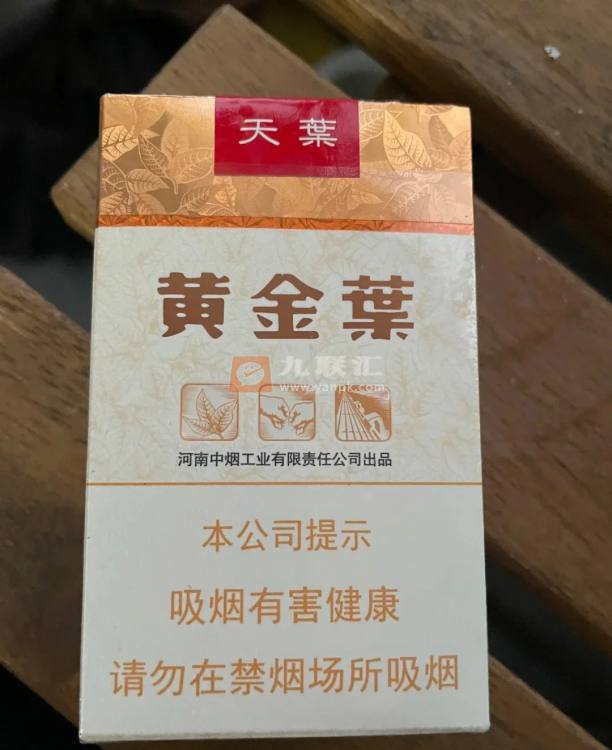 天葉
黄金葉
九联汇
www.yanpk.com
河南中烟工业有限责任公司出品
本公司提示
吸烟有害健康
请勿在禁烟场所吸烟